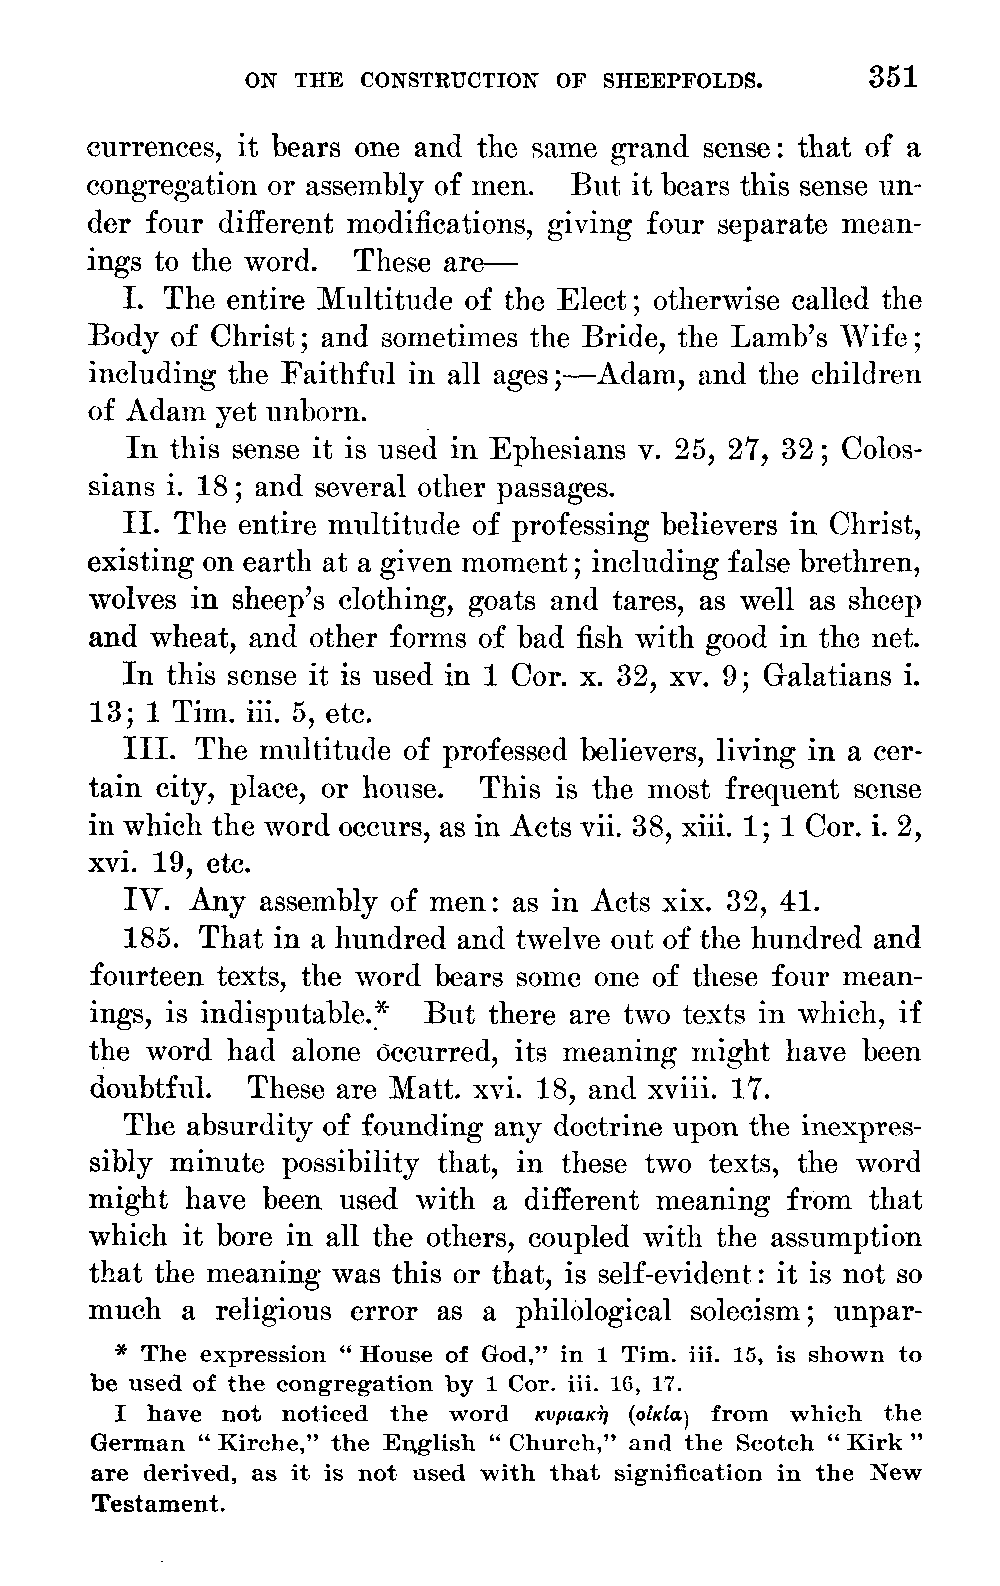 ON THE CONSTRUCTION OF SHEEPFOLDS. 351
currences, it bears one and the same grand sense: that of a
congregation or assembly of men. But it bears this sense un-
der four different modifications, giving four separate mean-
ings to the word. These are—
I. The entire Multitude of the Elect; otherwise called the
Body of Christ; and sometimes the Bride, the Lamb's Wife;
including the Faithful in all ages;—Adam, and the children
of Adam yet unborn.
In this sense it is used in Ephesians v. 25, 27, 32; Colos-
sians i. 18; and several other passages.
II. The entire multitude of professing believers in Christ,
existing on earth at a given moment; including false brethren,
wolves in sheep's clothing, goats and tares, as well as sheep
and wheat, and other forms of bad fish with good in the net.
In this sense it is used in 1 Cor. x. 32, xv. 9; Galatians i.
13; 1 Tim. iii. 5, etc.
III. The multitude of professed believers, living in a cer-
tain city, place, or house. This is the most frequent sense
in which the word occurs, as in Acts vii. 38, xiii. 1; 1 Cor. i. 2,
xvi. 19, etc.
IV. Any assembly of men: as in Acts xix. 32, 41.
185. That in a hundred and twelve out of the hundred and
fourteen texts, the word bears some one of these four mean-
ings, is indisputable.* But there are two texts in which, if
the word had alone occurred, its meaning might have been
doubtful. These are Matt. xvi. 18, and xviii. 17.
The absurdity of founding any doctrine upon the inexpres-
sibly minute possibility that, in these two texts, the word
might have been used with a different meaning from that
which it bore in all the others, coupled with the assumption
that the meaning was this or that, is self-evident: it is not so
much a religious error as a philological solecism; unpar-
* The expression "House of God," in 1 Tim. iii. 15, is shown to
be used of the congregation by 1 Cor. iii. 16, 17.
I have not noticed the word κυριακὴ (οἰκία) from which the
German "Kirche," the English "Church," and the Scotch "Kirk"
are derived, as it is not used with that signification in the New
Testament.